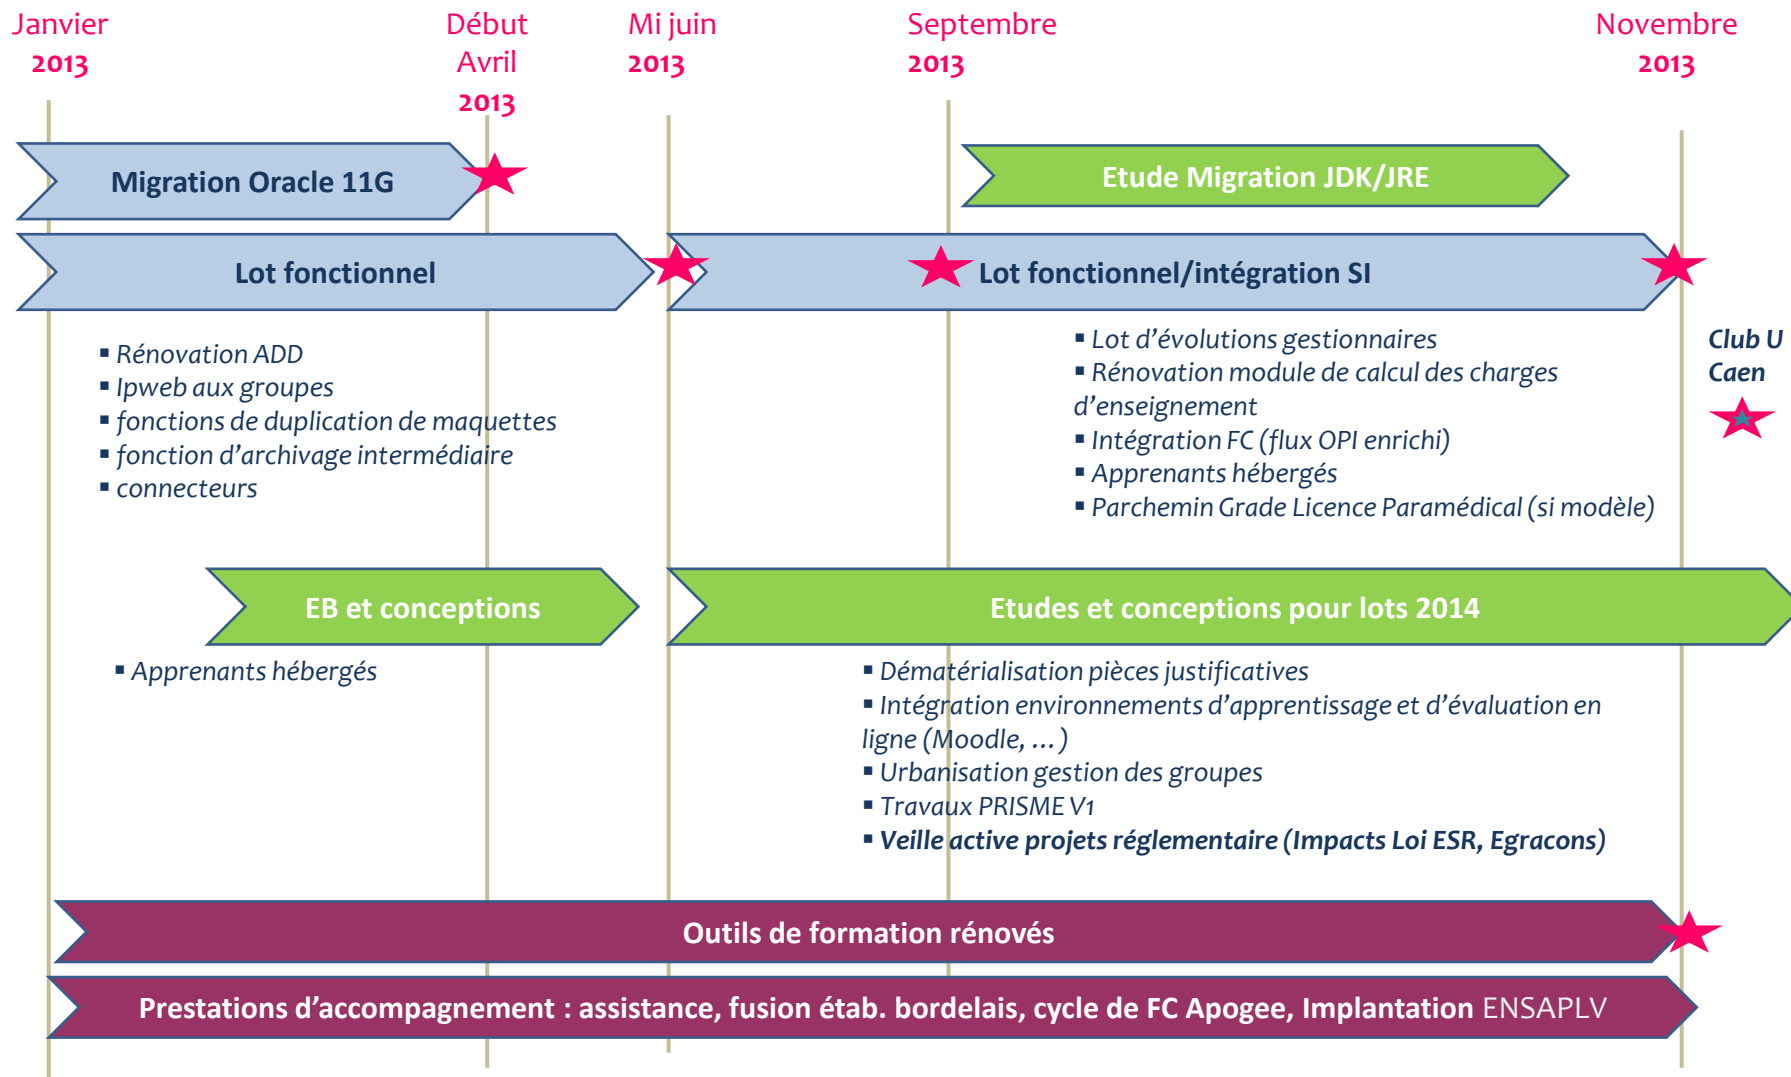 Janvier
2013
Début
Avril
2013
Mi juin
2013
Septembre
2013
Novembre
2013
Migration Oracle 11G
Etude Migration JDK/JRE
Lot fonctionnel
Lot fonctionnel/intégration SI
▪ Rénovation ADD
▪ Ipweb aux groupes
▪ fonctions de duplication de maquettes
▪ fonction d’archivage intermédiaire
▪ connecteurs
▪ Lot d’évolutions gestionnaires
▪ Rénovation module de calcul des charges
d’enseignement
▪ Intégration FC (flux OPI enrichi)
▪ Apprenants hébergés
▪ Parchemin Grade Licence Paramédical (si modèle)
Club U
Caen
EB et conceptions
Etudes et conceptions pour lots 2014
▪ Apprenants hébergés
▪ Dématérialisation pièces justificatives
▪ Intégration environnements d’apprentissage et d’évaluation en
ligne (Moodle, …)
▪ Urbanisation gestion des groupes
▪ Travaux PRISME V1
▪ Veille active projets réglementaire (Impacts Loi ESR, Egracons)
Outils de formation rénovés
Prestations d’accompagnement : assistance, fusion étab. bordelais, cycle de FC Apogee, Implantation ENSAPLV